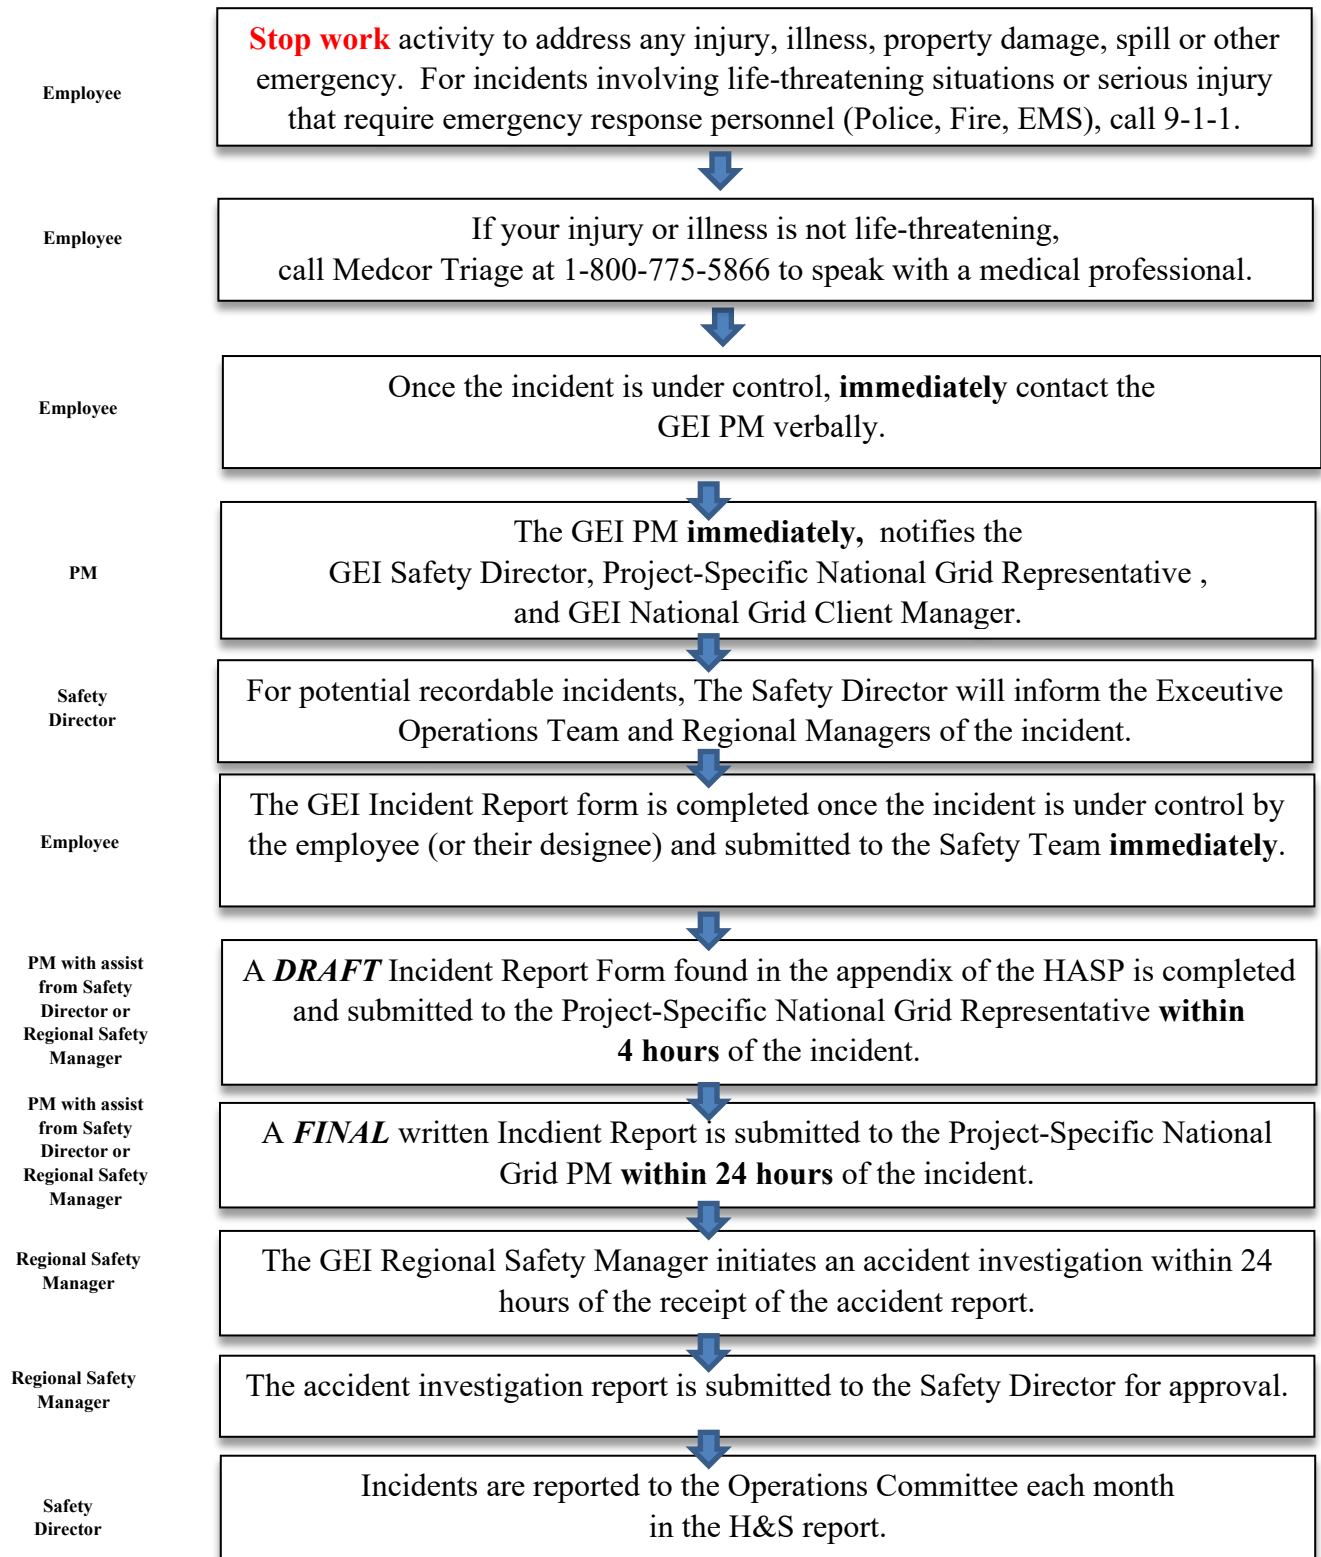 Employee
Stop work activity to address any injury, illness, property damage, spill or other
emergency. For incidents involving life-threatening situations or serious injury
that require emergency response personnel (Police, Fire, EMS), call 9-1-1.
Employee
If your injury or illness is not life-threatening,
call Medcor Triage at 1-800-775-5866 to speak with a medical professional.
Employee
Once the incident is under control, immediately contact the
GEI PM verbally.
PM
The GEI PM immediately, notifies the
GEI Safety Director, Project-Specific National Grid Representative ,
and GEI National Grid Client Manager.
Safety
Director
For potential recordable incidents, The Safety Director will inform the Exceutive
Operations Team and Regional Managers of the incident.
Employee
The GEI Incident Report form is completed once the incident is under control by
the employee (or their designee) and submitted to the Safety Team immediately.
PM with assist
from Safety
Director or
Regional Safety
Manager
A DRAFT Incident Report Form found in the appendix of the HASP is completed
and submitted to the Project-Specific National Grid Representative within
4 hours of the incident.
PM with assist
from Safety
Director or
Regional Safety
Manager
A FINAL written Incdient Report is submitted to the Project-Specific National
Grid PM within 24 hours of the incident.
Regional Safety
Manager
The GEI Regional Safety Manager initiates an accident investigation within 24
hours of the receipt of the accident report.
Regional Safety
Manager
The accident investigation report is submitted to the Safety Director for approval.
Safety
Director
Incidents are reported to the Operations Committee each month
in the H&S report.